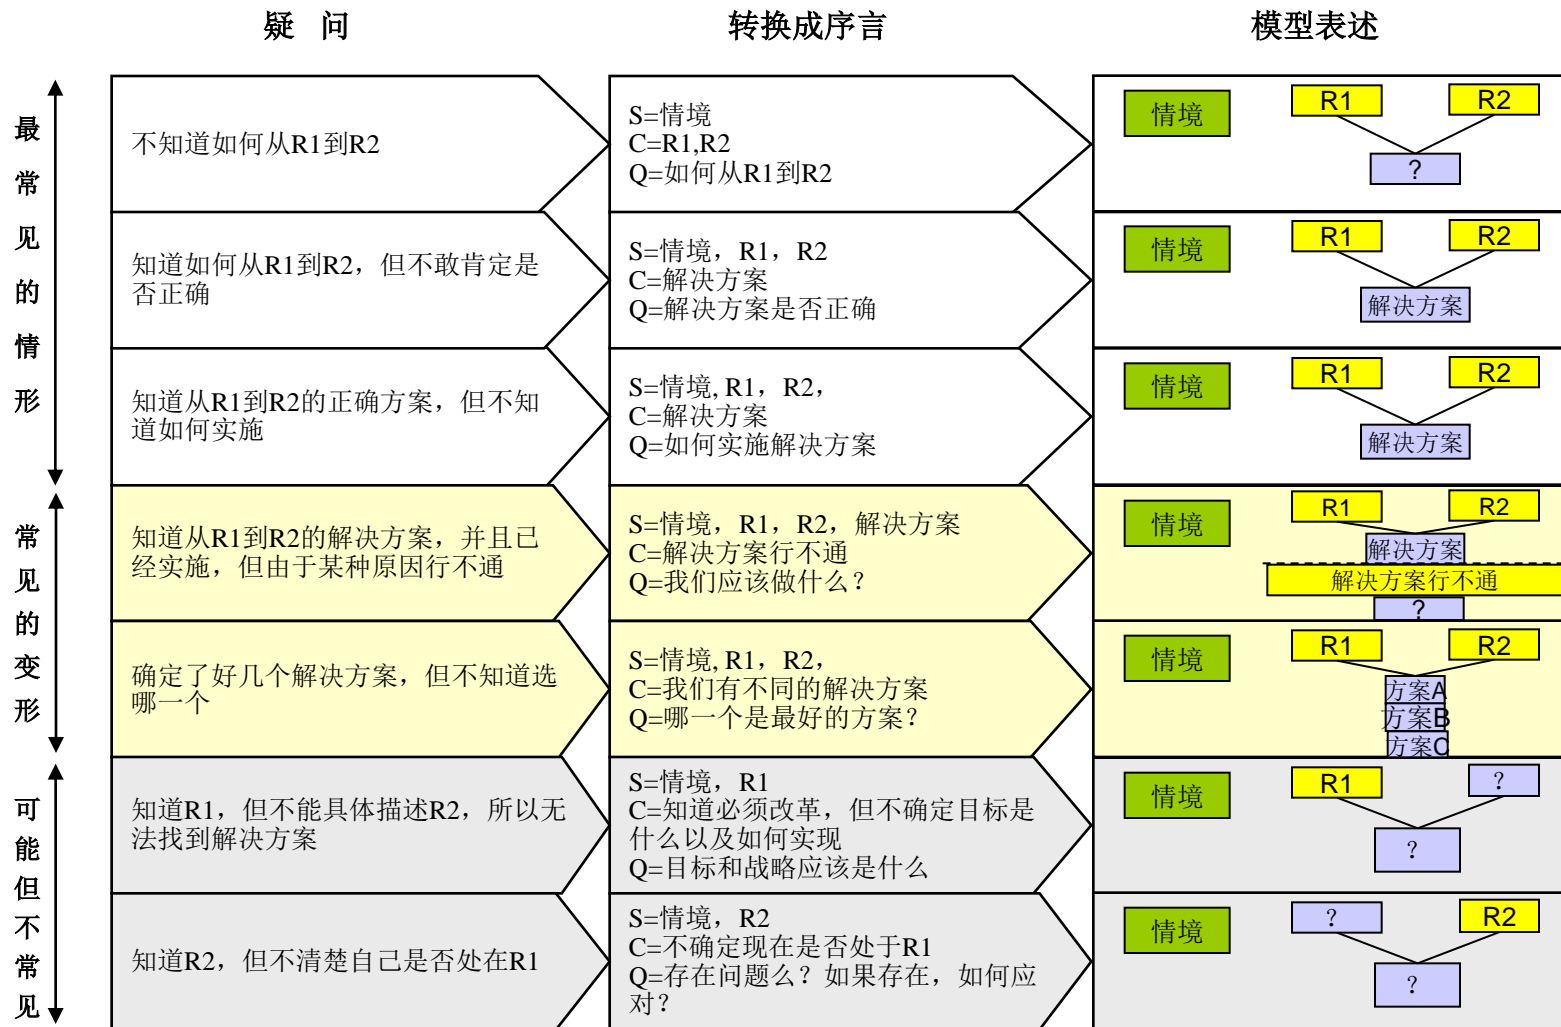 疑 问
转换成序言
模型表述
最常见的情形
不知道如何从R1到R2
S=情境
C=R1,R2
Q=如何从R1到R2
情境
R1
R2
?
知道如何从R1到R2，但不敢肯定是
否正确
S=情境，R1，R2
C=解决方案
Q=解决方案是否正确
情境
R1
R2
解决方案
知道从R1到R2的正确方案，但不知
道如何实施
S=情境, R1，R2，
C=解决方案
Q=如何实施解决方案
情境
R1
R2
解决方案
常见的变形
知道从R1到R2的解决方案，并且已
经实施，但由于某种原因行不通
S=情境，R1，R2，解决方案
C=解决方案行不通
Q=我们应该做什么？
情境
R1
R2
解决方案
解决方案行不通
?
确定了好几个解决方案，但不知道选
哪一个
S=情境, R1，R2，
C=我们有不同的解决方案
Q=哪一个是最好的方案？
情境
R1
R2
方案A
方案B
方案C
可能但不常见
知道R1，但不能具体描述R2，所以无
法找到解决方案
S=情境，R1
C=知道必须改革，但不确定目标是
什么以及如何实现
Q=目标和战略应该是什么
情境
R1
？
？
知道R2，但不清楚自己是否处在R1
S=情境，R2
C=不确定现在是否处于R1
Q=存在问题么？如果存在，如何应
对？
情境
？
R2
？